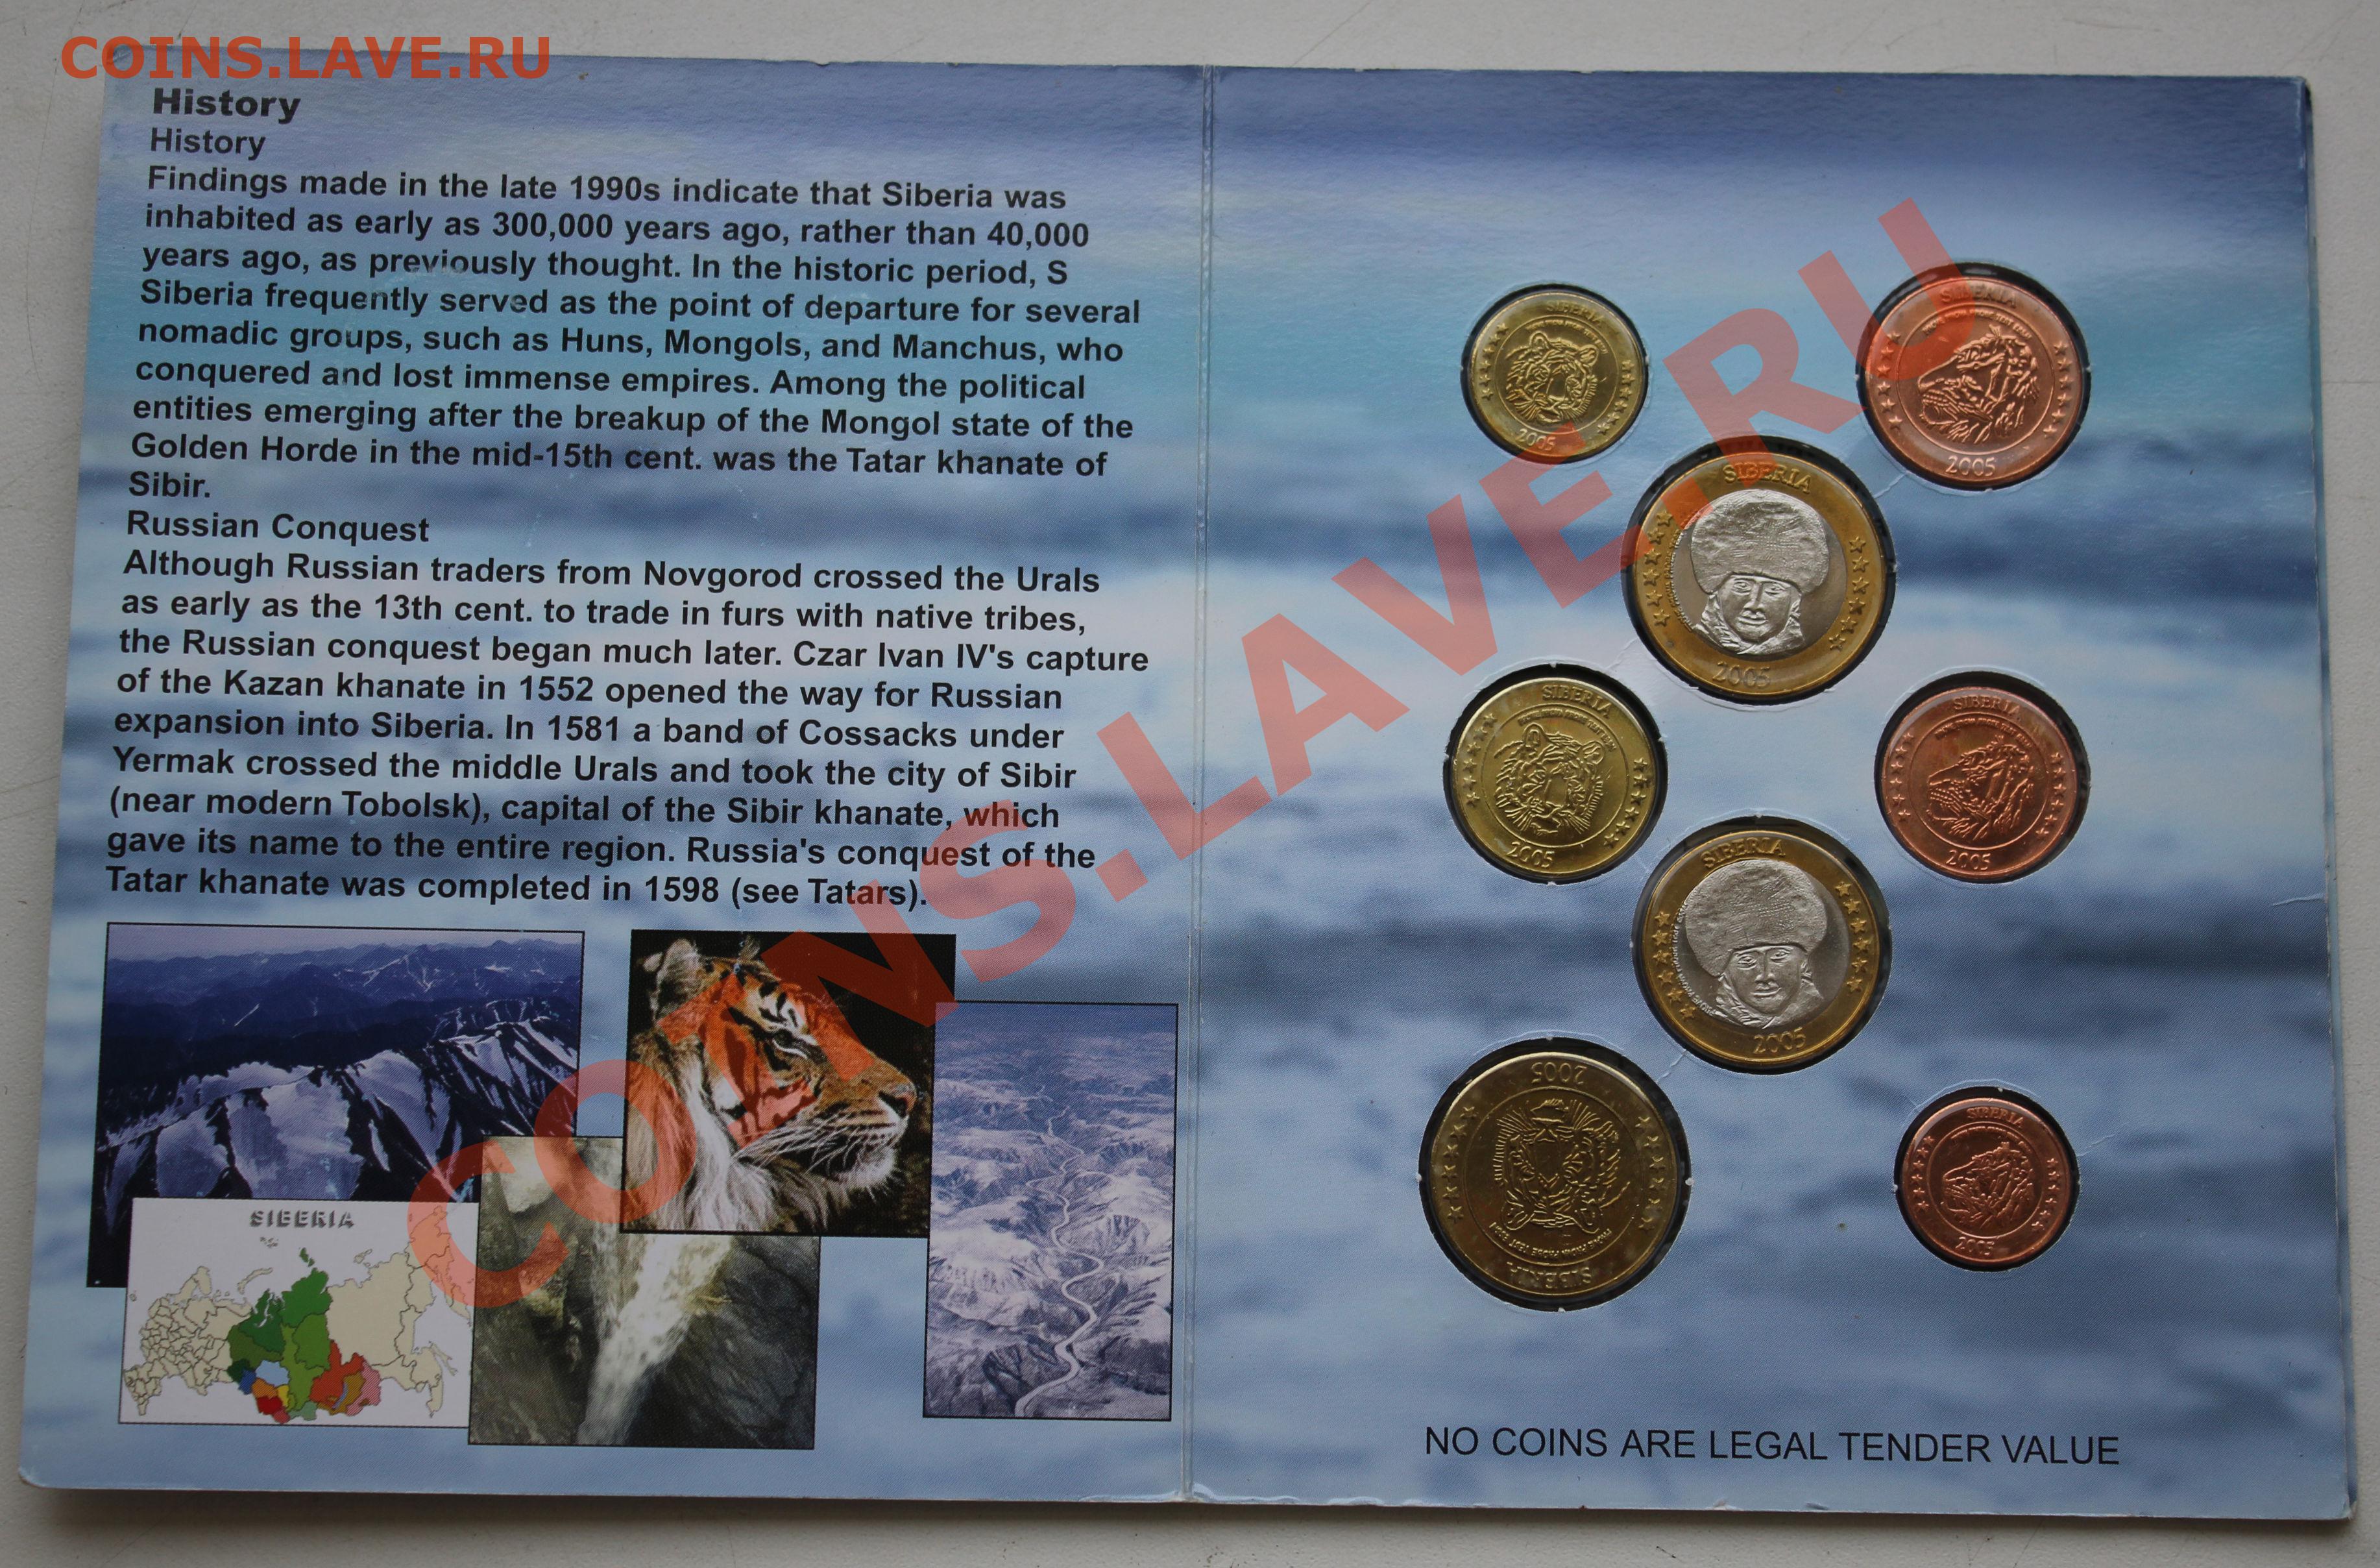 COINS.LAVE.RU
History
History
Findings made in the late 1990s indicate that Siberia was
inhabited as early as 300,000 years ago, rather than 40,000
years ago, as previously thought. In the historic period, S
Siberia frequently served as the point of departure for several
nomadic groups, such as Huns, Mongols, and Manchus, who
conquered and lost immense empires. Among the political
entities emerging after the breakup of the Mongol state of the
Golden Horde in the mid-15th cent. was the Tatar khanate of
Sibir.
Russian Conquest
Although Russian traders from Novgorod crossed the Urals
as early as the 13th cent. to trade in furs with native tribes,
the Russian conquest began much later. Czar Ivan IV's capture
of the Kazan khanate in 1552 opened the way for Russian
expansion into Siberia. In 1581 a band of Cossacks under
Yermak crossed the middle Urals and took the city of Sibir
(near modern Tobolsk), capital of the Sibir khanate, which
gave its name to the entire region. Russia's conquest of the
Tatar khanate was completed in 1598 (see Tatars).
SIBERIA
COINS.LAVE.RU
SIBERIA
2005
SIBERIA
2005
SIBERIA
2005
SIBERIA
2005
SIBERIA
2005
SIBERIA
2005
SIBERIA
2005
SIBERIA
2005
NO COINS ARE LEGAL TENDER VALUE